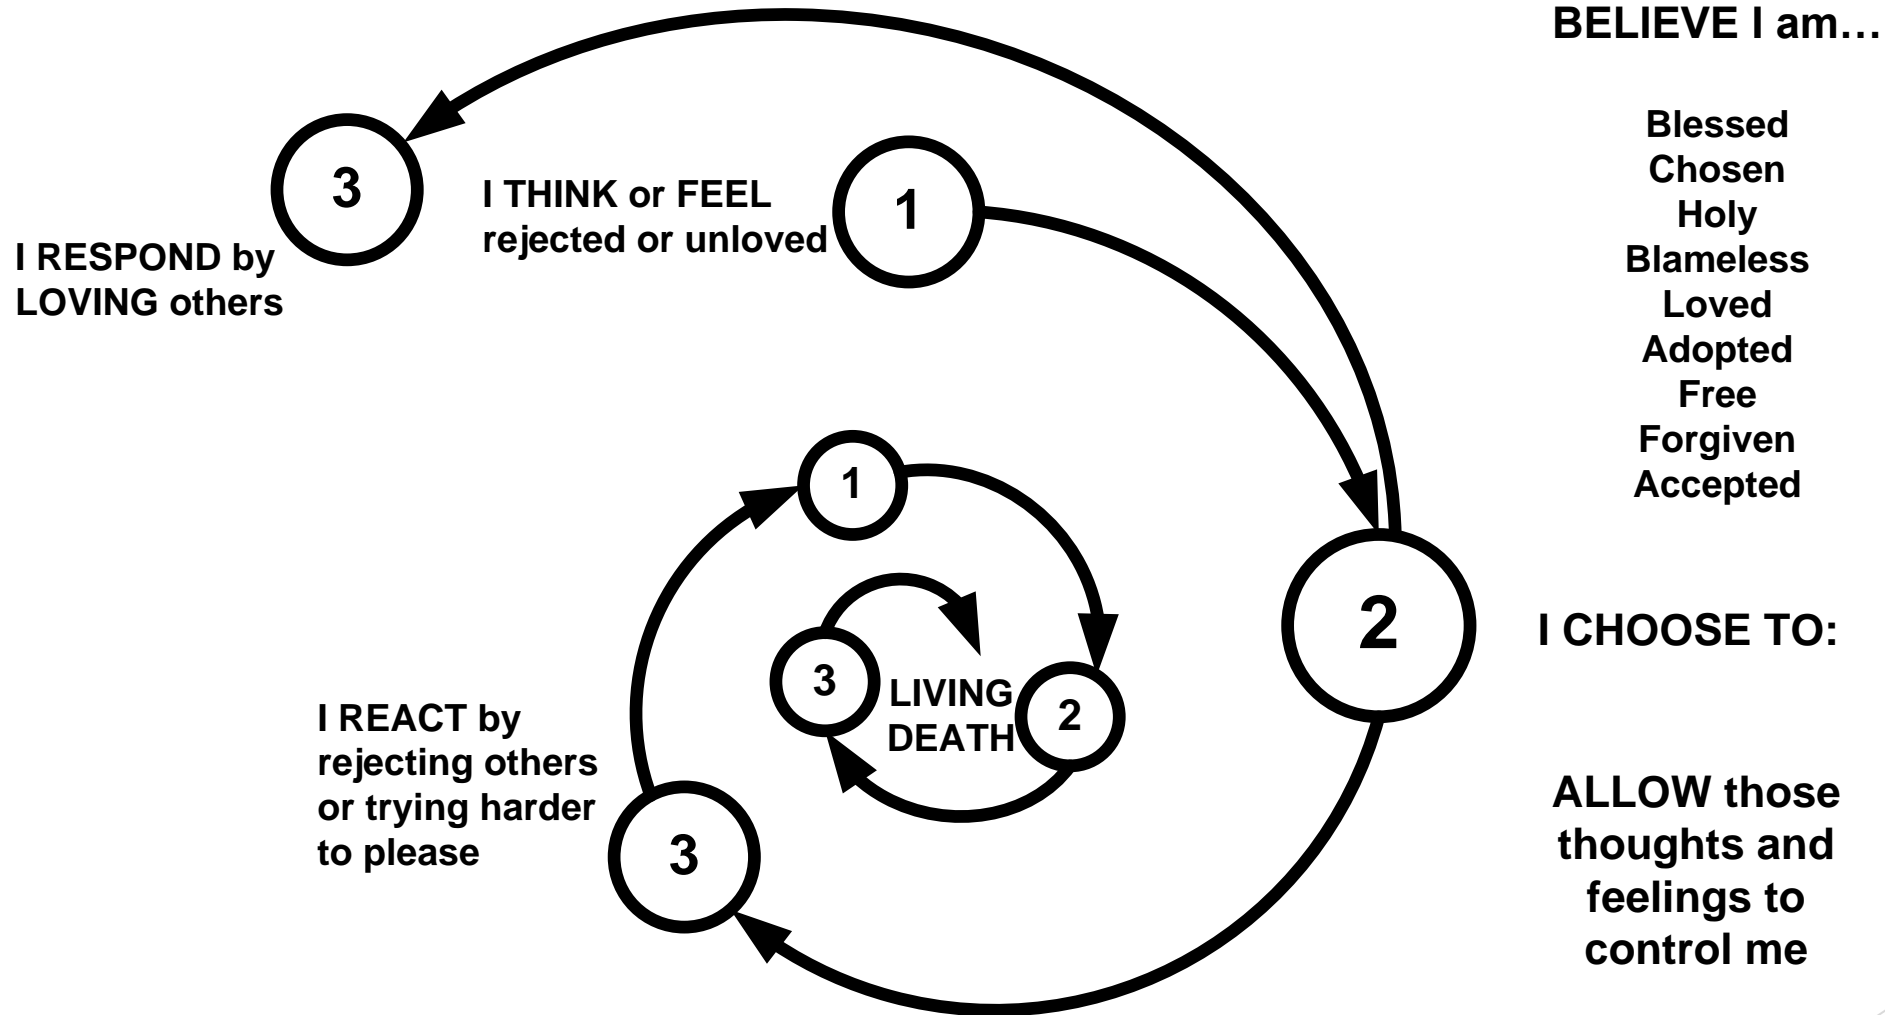 BELIEVE I am…
Blessed
Chosen
Holy
Blameless
Loved
Adopted
Free
Forgiven
Accepted
3
I RESPOND by
LOVING others
I THINK or FEEL
rejected or unloved
1
2
I CHOOSE TO:
ALLOW those
thoughts and
feelings to
control me
1
3
LIVING
DEATH
2
I REACT by
rejecting others
or trying harder
to please
3